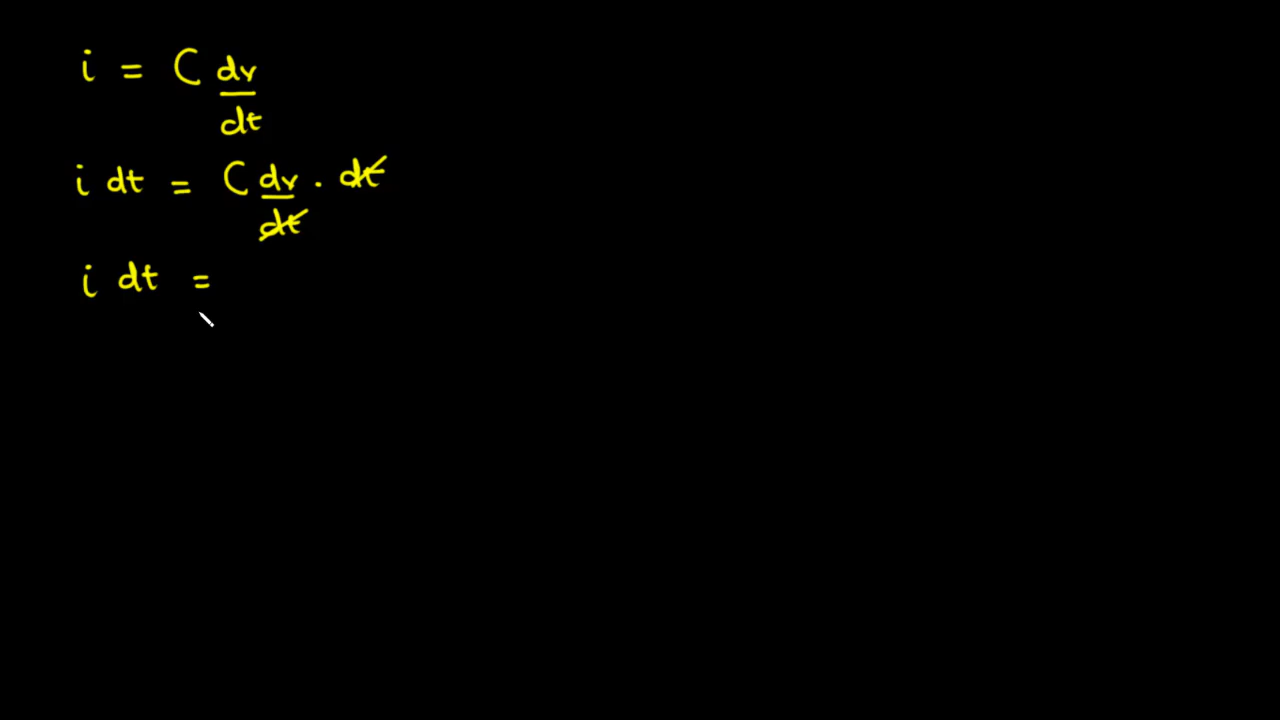 i = C dv/dt
i dt = C dv/dt . dt
i dt =